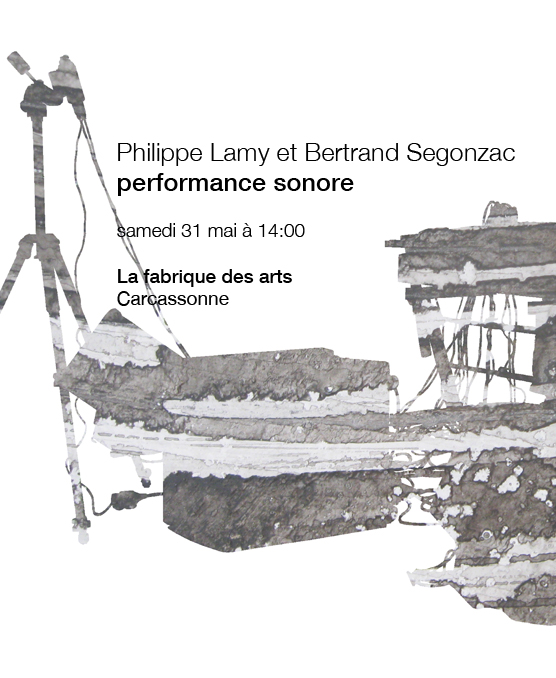 Philippe Lamy et Bertrand Segonzac
performance sonore
samedi 31 mai à 14:00
La fabrique des arts
Carcassonne